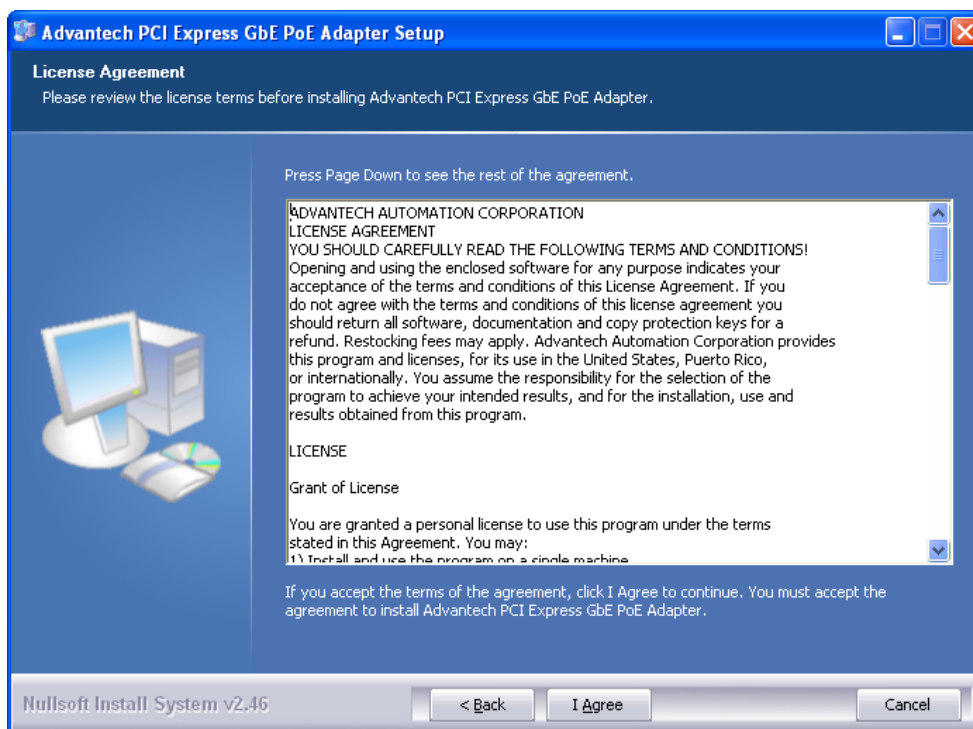 Advantech PCI Express GbE PoE Adapter Setup
License Agreement
Please review the license terms before installing Advantech PCI Express GbE PoE Adapter.
Press Page Down to see the rest of the agreement.
ADVANTECH AUTOMATION CORPORATION
LICENSE AGREEMENT
YOU SHOULD CAREFULLY READ THE FOLLOWING TERMS AND CONDITIONS!
Opening and using the enclosed software for any purpose indicates your
acceptance of the terms and conditions of this License Agreement. If you
do not agree with the terms and conditions of this license agreement you
should return all software, documentation and copy protection keys for a
refund. Restocking fees may apply. Advantech Automation Corporation provides
this program and licenses, for its use in the United States, Puerto Rico,
or internationally. You assume the responsibility for the selection of the
program to achieve your intended results, and for the installation, use and
results obtained from this program.
LICENSE
Grant of License
You are granted a personal license to use this program under the terms
stated in this Agreement. You may:
1) Install and use the program on a single machine
If you accept the terms of the agreement, click I Agree to continue. You must accept the
agreement to install Advantech PCI Express GbE PoE Adapter.
Nullsoft Install System v2.46
< Back
I Agree
Cancel